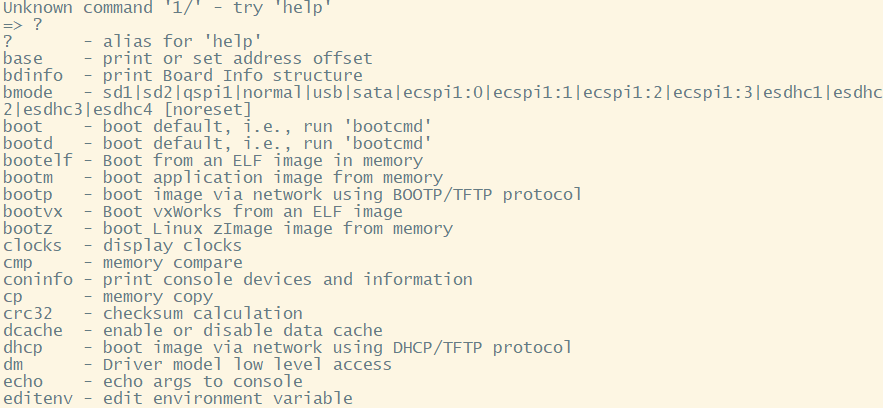 Unknown command '1/' - try 'help'
=> ?
?       - alias for 'help'
base    - print or set address offset
bdinfo  - print Board Info structure
bmode   - sd1|sd2|qspi1|normal|usb|sata|ecspi1:0|ecspi1:1|ecspi1:2|ecspi1:3|esdhc1|esdhc
2|esdhc3|esdhc4 [noreset]
boot    - boot default, i.e., run 'bootcmd'
bootd   - boot default, i.e., run 'bootcmd'
bootelf - Boot from an ELF image in memory
bootm   - boot application image from memory
bootp   - boot image via network using BOOTP/TFTP protocol
bootvx  - Boot vxWorks from an ELF image
bootz   - boot Linux zImage image from memory
clocks  - display clocks
cmp     - memory compare
coninfo - print console devices and information
cp      - memory copy
crc32   - checksum calculation
dcache  - enable or disable data cache
dhcp    - boot image via network using DHCP/TFTP protocol
dm      - Driver model low level access
echo    - echo args to console
editenv - edit environment variable